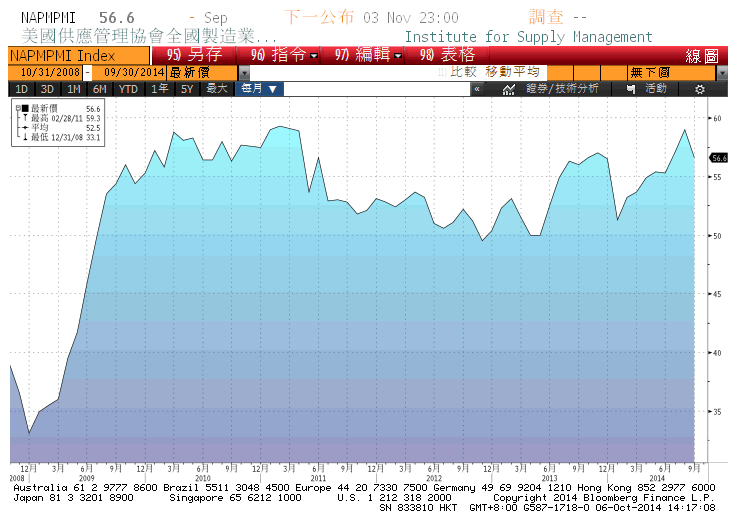 NAPMPMI 56.6 - Sep 下一公布 03 Nov 23:00 調查 --
美國供應管理協會全國製造業... Institute for Supply Management
NAPMPMI Index 95) 另存 96) 指令 97) 編輯 98) 表格 線圖
10/31/2008 - 09/30/2014 最新價 比較 移動平均 無下圖
1D 3D 1M 6M YTD 1年 5Y 最大 每月 ▼ « 證券/技術分析 活動
最新價 56.6
最高 02/28/11 59.3
平均 52.5
最低 12/31/08 33.1
60
56.6
55
50
45
40
35
12月 3月 6月 9月 12月 3月 6月 9月 12月 3月 6月 9月 12月 3月 6月 9月 12月 3月 6月 9月 12月 3月 6月 9月
2008 2009 2010 2011 2012 2013 2014
Australia 61 2 9777 8600 Brazil 5511 3048 4500 Europe 44 20 7330 7500 Germany 49 69 9204 1210 Hong Kong 852 2977 6000
Japan 81 3 3201 8900 Singapore 65 6212 1000 U.S. 1 212 318 2000 Copyright 2014 Bloomberg Finance L.P.
SN 833810 HKT GMT+8:00 G587-1718-0 06-Oct-2014 14:17:08